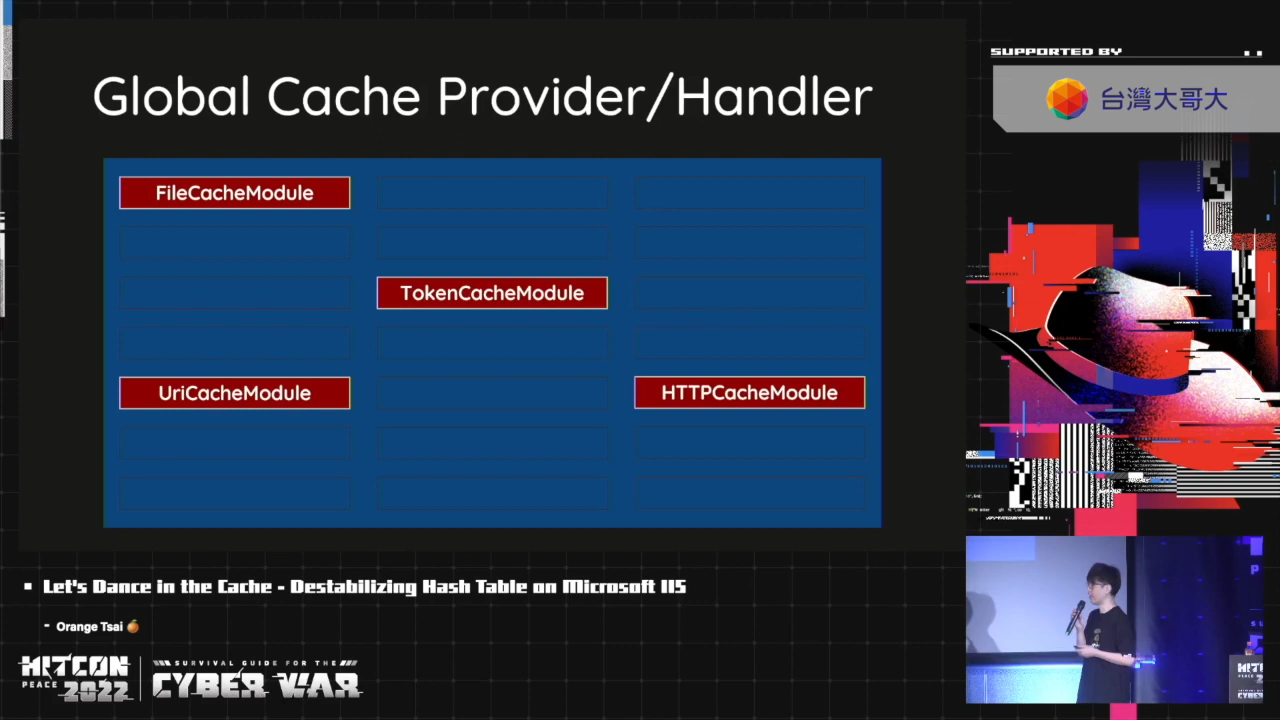 Global Cache Provider/Handler
FileCacheModule
TokenCacheModule
UriCacheModule
HTTPCacheModule
SUPPORTED BY
台灣大哥大
Let's Dance in the Cache - Destabilizing Hash Table on Microsoft IIS
- Orange Tsai 🍊
HITCON
PEACE 2022
SURVIVAL GUIDE FOR THE
CYBER WAR